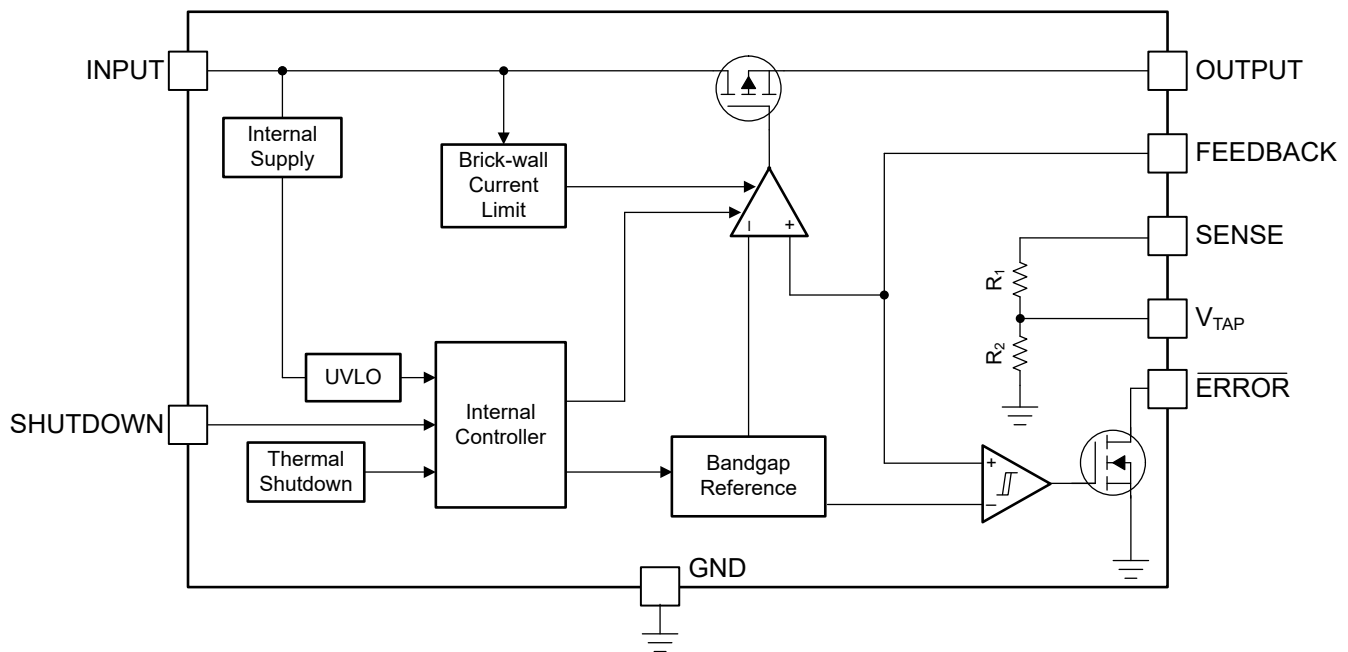 INPUT
OUTPUT
Internal
Supply
Brick-wall
Current
Limit
FEEDBACK
– +
SENSE
R1
VTAP
R2
UVLO
ERROR
SHUTDOWN
Internal
Controller
Thermal
Shutdown
Bandgap
Reference
+
–
GND